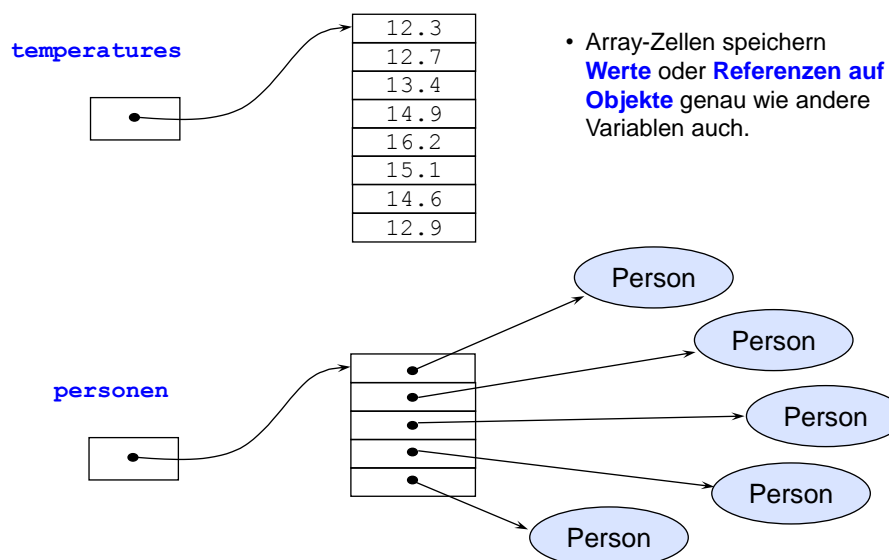 temperatures
12.3
12.7
13.4
14.9
16.2
15.1
14.6
12.9
• Array-Zellen speichern
Werte oder Referenzen auf
Objekte genau wie andere
Variablen auch.
personen
Person
Person
Person
Person
Person